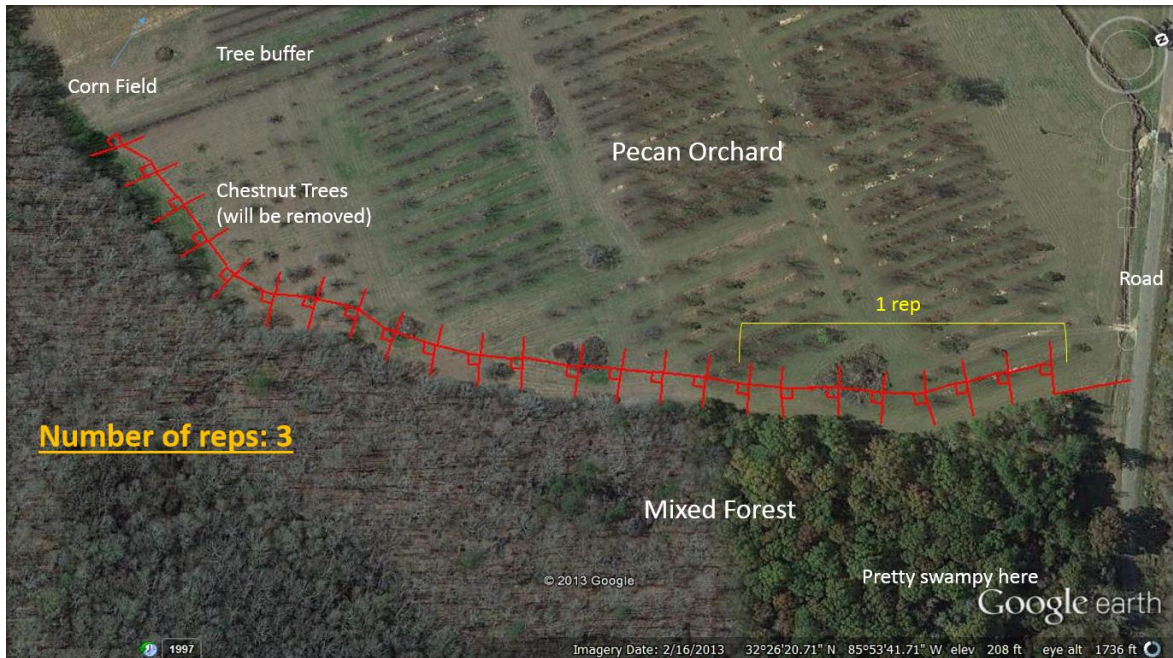 Tree buffer
Corn Field
Pecan Orchard
Chestnut Trees
(will be removed)
Road
1 rep
Number of reps: 3
Mixed Forest
Pretty swampy here
© 2013 Google
Google earth
1997
Imagery Date: 2/16/2013 32°26'20.71" N 85°53'41.71" W elev 208 ft eye alt 1736 ft